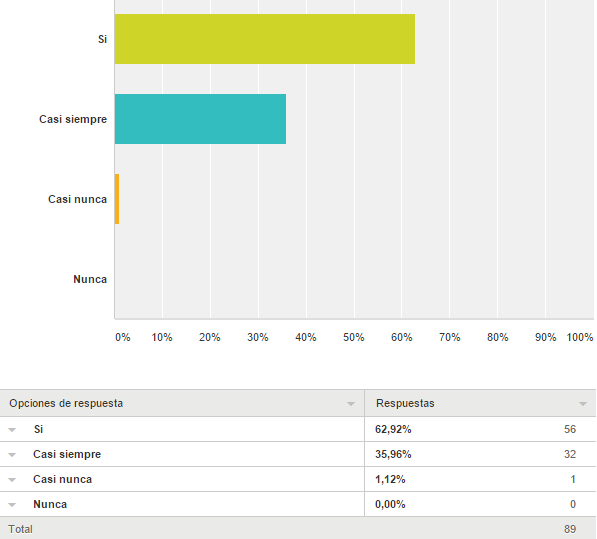 Si
Casi siempre
Casi nunca
Nunca
0% 10% 20% 30% 40% 50% 60% 70% 80% 90% 100%
Opciones de respuesta Respuestas
Si 62,92% 56
Casi siempre 35,96% 32
Casi nunca 1,12% 1
Nunca 0,00% 0
Total 89